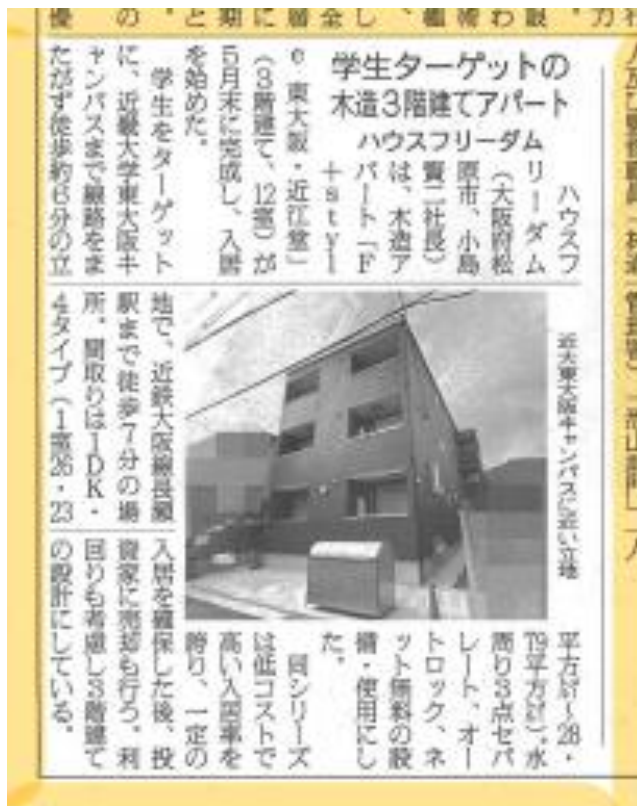 学生ターゲットの
木造3階建てアパート
ハウスフリーダム
ハウスフ
リーダム
(大阪府松
原市、小島
賢二社長)
は、木造ア
パート「F
+styl
e 東大阪・近江堂」
(3階建て、12室)が
5月末に完成し、入居
を始めた。
学生をターゲット
に、近畿大学東大阪キ
ャンパスまで線路をま
たがず徒歩約6分の立
地で、近鉄大阪線長瀬
駅まで徒歩7分の場
所。間取りは1DK・
4タイプ(1室26・23
平方㍍〜28・
19平方㍍)。水
周り3点セパ
レート、オー
トロック、ネ
ット無料の設
備・使用にし
た。
同シリーズ
は低コストで
高い入居率を
誇り、一定の
入居を確保した後、投
資家に売却も行う。利
回りも考慮し3階建て
の設計にしている。
近大東大阪キャンパスに近い立地